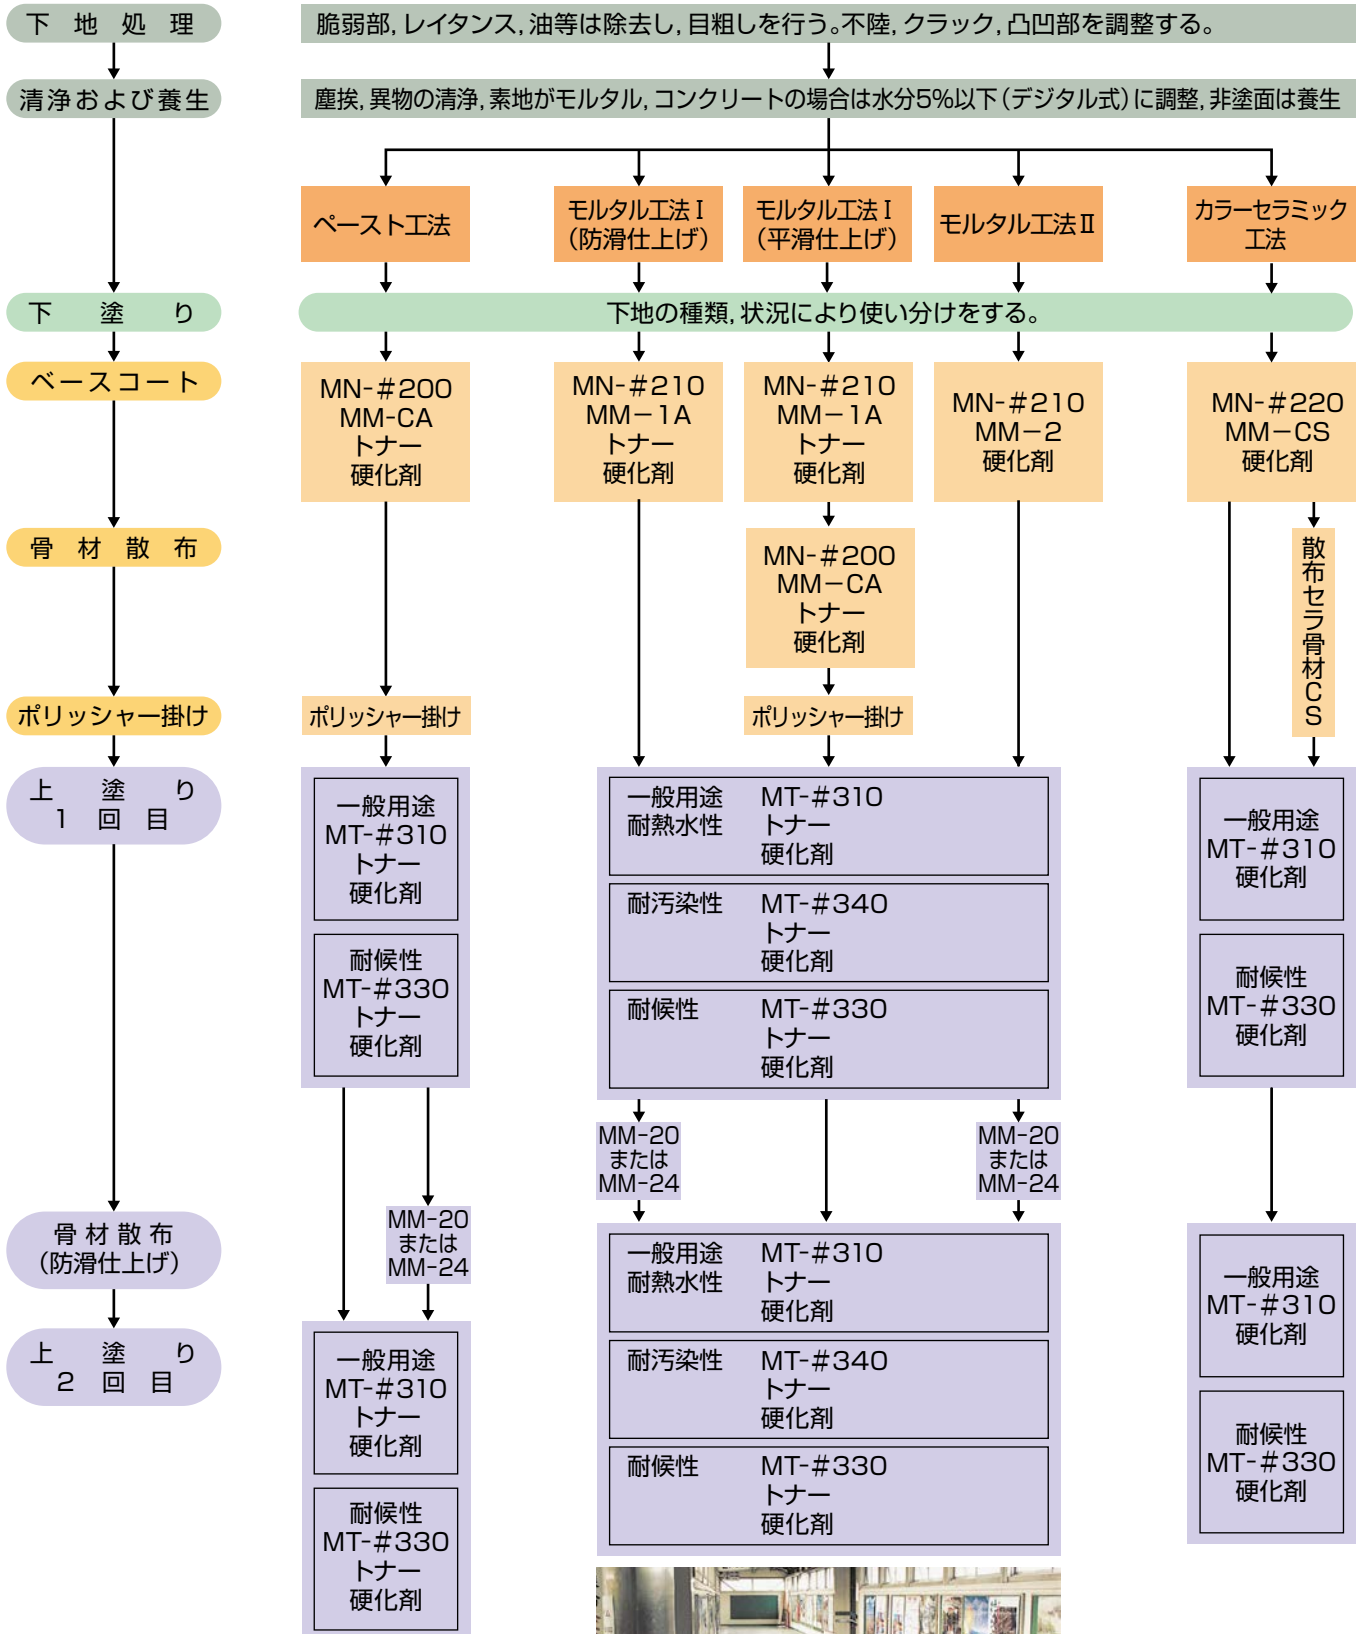 下地処理
脆弱部,レイタンス,油等は除去し,目粗しを行う。不陸,クラック,凸凹部を調整する。
清浄および養生
塵挨,異物の清浄,素地がモルタル,コンクリートの場合は水分5%以下(デジタル式)に調整,非塗面は養生
ペースト工法
モルタル工法Ⅰ
(防滑仕上げ)
モルタル工法Ⅰ
(平滑仕上げ)
モルタル工法Ⅱ
カラーセラミック
工法
下塗り
下地の種類,状況により使い分けをする。
ベースコート
MN-#200
MM-CA
トナー
硬化剤
MN-#210
MM−1A
トナー
硬化剤
MN-#210
MM−1A
トナー
硬化剤
MN-#210
MM−2
硬化剤
MN-#220
MM−CS
硬化剤
骨材散布
MN-#200
MM−CA
トナー
硬化剤
散布セラ骨材CS
ポリッシャー掛け
ポリッシャー掛け
ポリッシャー掛け
上塗り
1回目
一般用途
MT-#310
トナー
硬化剤
耐候性
MT-#330
トナー
硬化剤
一般用途 MT-#310
耐熱水性 トナー
硬化剤
耐汚染性 MT-#340
トナー
硬化剤
耐候性 MT-#330
トナー
硬化剤
一般用途
MT-#310
硬化剤
耐候性
MT-#330
硬化剤
MM-20
または
MM-24
MM-20
または
MM-24
骨材散布
(防滑仕上げ)
MM-20
または
MM-24
上塗り
2回目
一般用途
MT-#310
トナー
硬化剤
耐候性
MT-#330
トナー
硬化剤
一般用途 MT-#310
耐熱水性 トナー
硬化剤
耐汚染性 MT-#340
トナー
硬化剤
耐候性 MT-#330
トナー
硬化剤
一般用途
MT-#310
硬化剤
耐候性
MT-#330
硬化剤